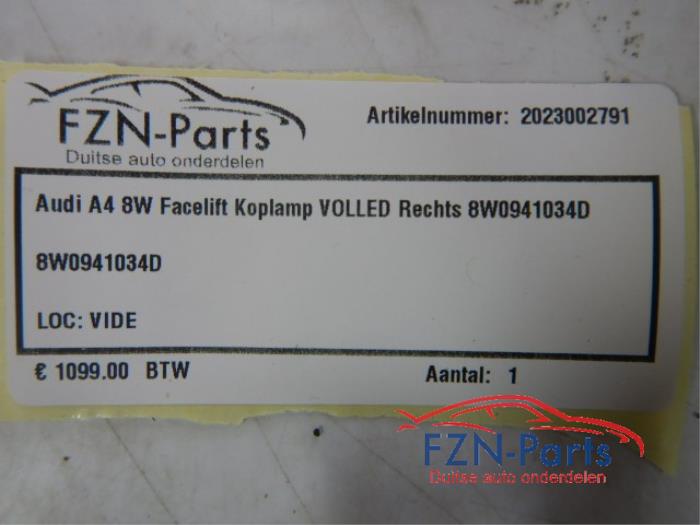 FZN-Parts
Duitse auto onderdelen
Artikelnummer: 2023002791
Audi A4 8W Facelift Koplamp VOLLED Rechts 8W0941034D
8W0941034D
LOC: VIDE
€ 1099.00 BTW
Aantal: 1
FZN-Parts
Duitse auto onderdelen